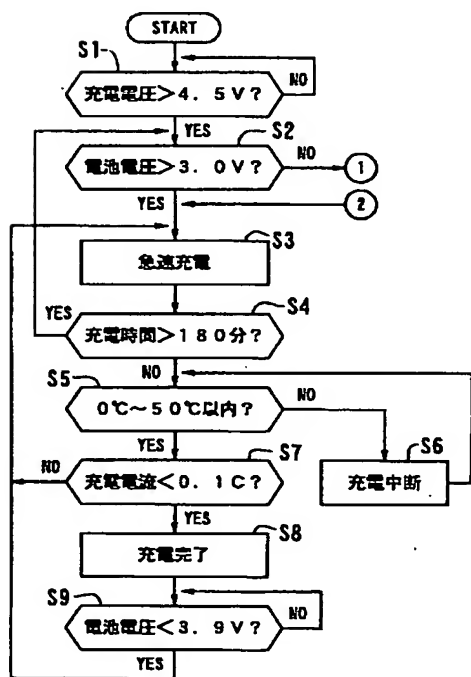 START
S1
充電電圧>4.5V?
NO
YES
S2
電池電圧>3.0V?
NO
1
YES
2
S3
急速充電
YES
S4
充電時間>180分?
NO
S5
0℃~50℃以内?
NO
YES
S6
充電中断
S7
NO
充電電流<0.1C?
YES
S8
充電完了
S9
電池電圧<3.9V?
NO
YES